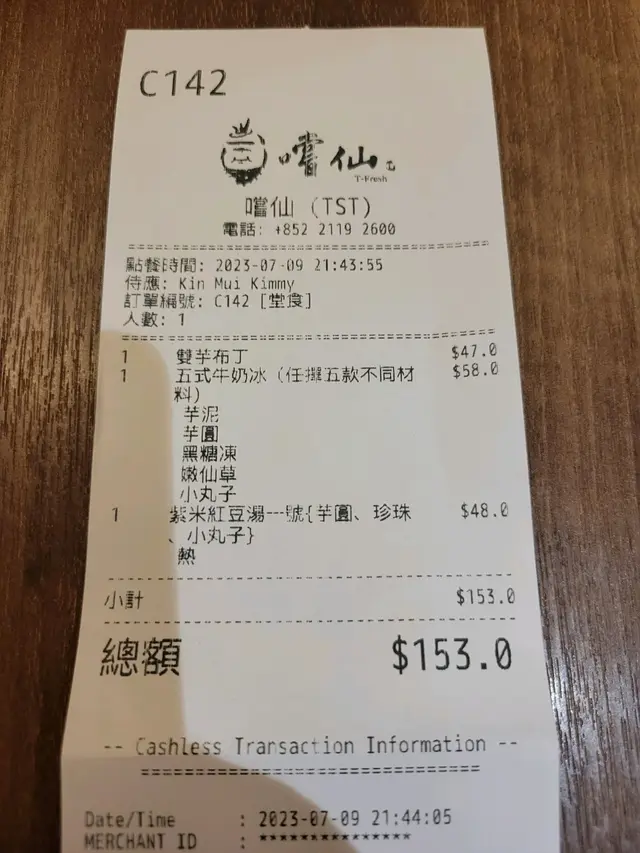 C142
嚐仙
T-Fresh
嚐仙 (TST)
電話: +852 2119 2600
點餐時間: 2023-07-09 21:43:55
侍應: Kin Mui Kimmy
訂單編號: C142 [堂食]
人數: 1
1 雙芋布丁 $47.0
1 五式牛奶冰 (任揀五款不同材 $58.0
料)
芋泥
芋圓
黑糖凍
嫩仙草
小丸子
1 紫米紅豆湯一號{芋圓、珍珠 $48.0
、小丸子}
熱
小計 $153.0
總額 $153.0
-- Cashless Transaction Information --
Date/Time : 2023-07-09 21:44:05
MERCHANT ID : **************